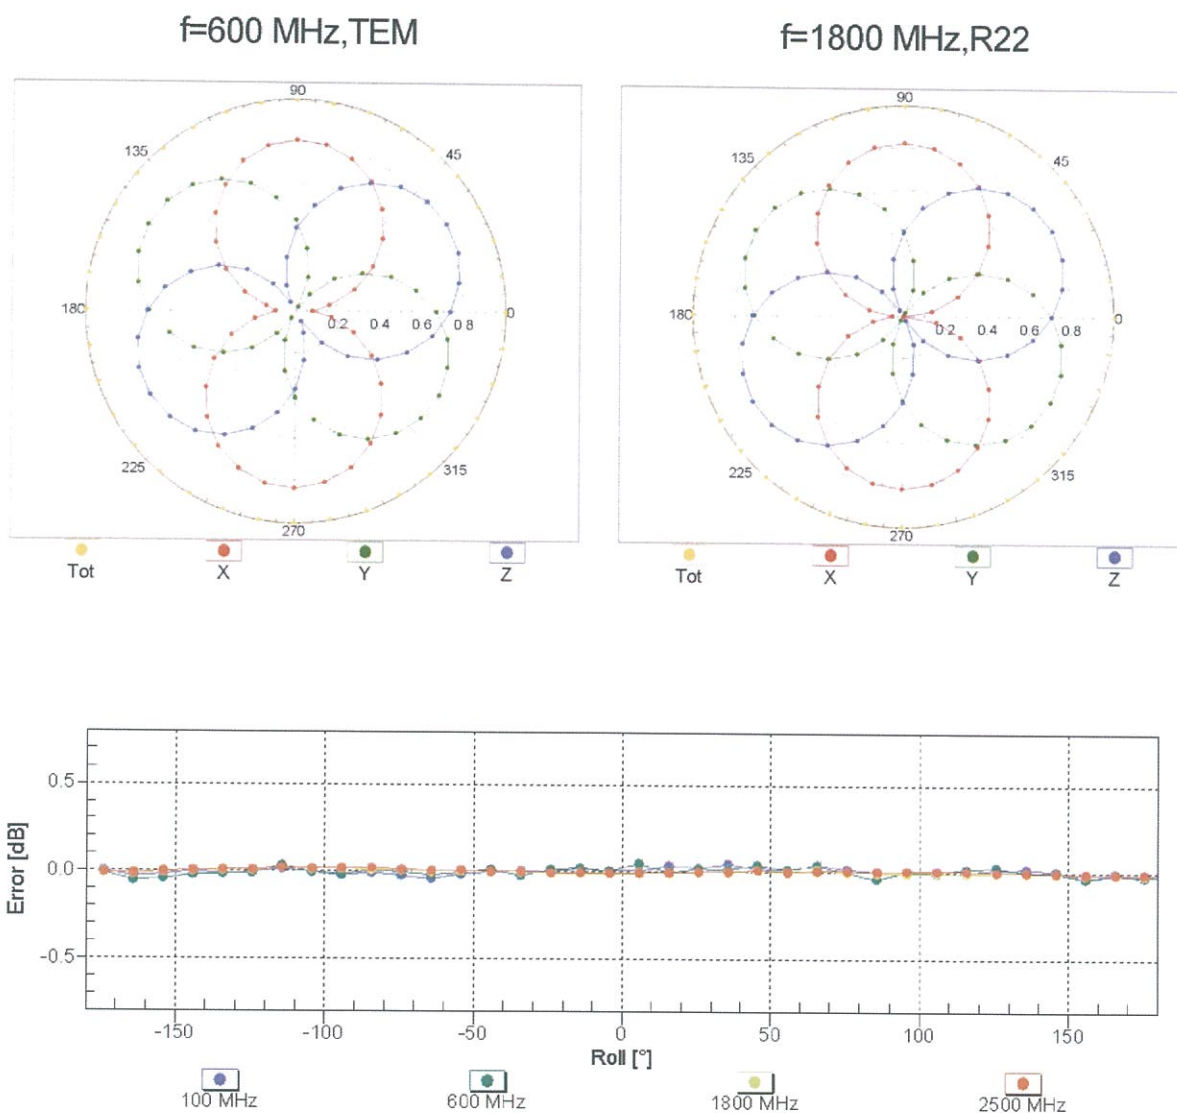 f=600 MHz,TEM
f=1800 MHz,R22
90
135
45
180
0
0.2 0.4 0.6 0.8
225
315
270
Tot X Y Z
90
135
45
180
0
0.2 0.4 0.6 0.8
225
315
270
Tot X Y Z
Error [dB]
0.5
0.0
-0.5
-150 -100 -50 0 50 100 150
Roll [°]
100 MHz 600 MHz 1800 MHz 2500 MHz